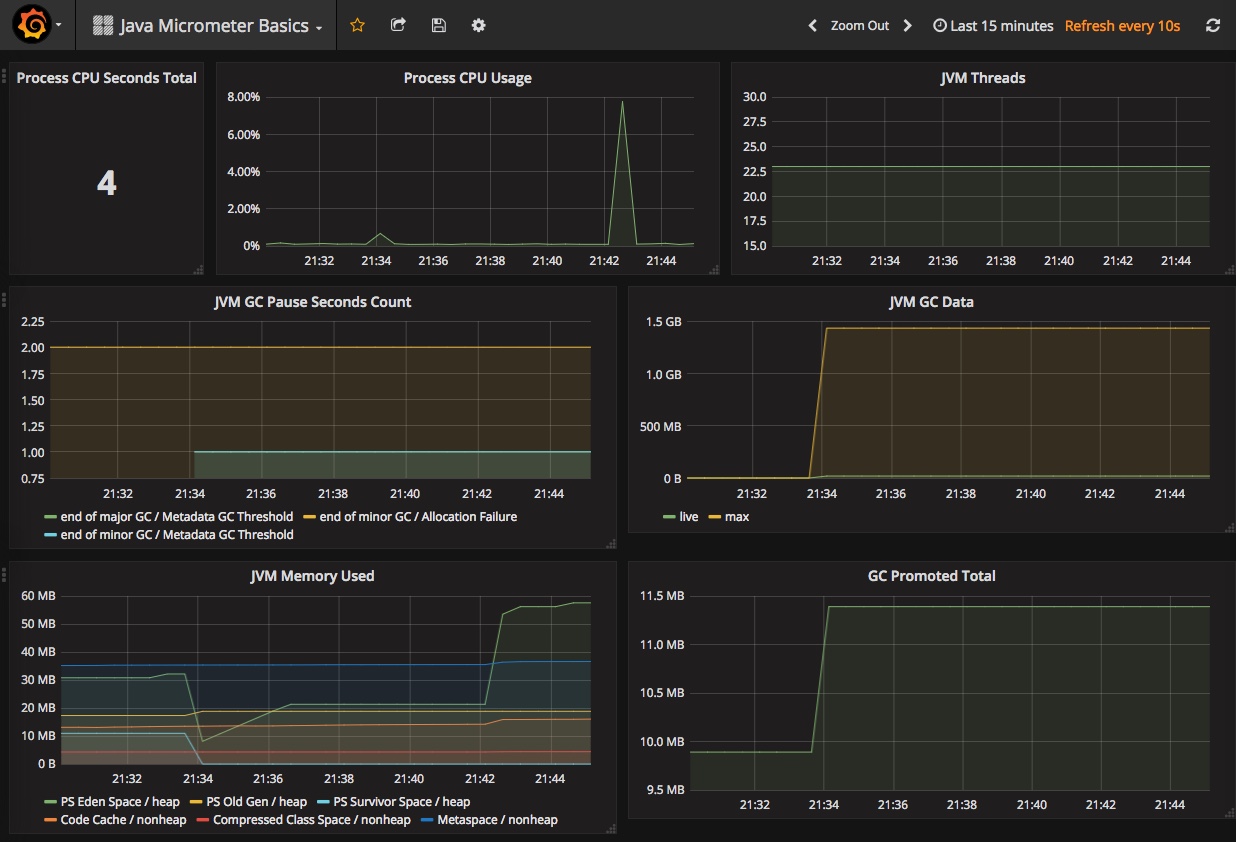 Java Micrometer Basics
Zoom Out
Last 15 minutes
Refresh every 10s
Process CPU Seconds Total
4
Process CPU Usage
8.00%
6.00%
4.00%
2.00%
0%
21:32 21:34 21:36 21:38 21:40 21:42 21:44
JVM Threads
30.0
27.5
25.0
22.5
20.0
17.5
15.0
21:32 21:34 21:36 21:38 21:40 21:42 21:44
JVM GC Pause Seconds Count
2.25
2.00
1.75
1.50
1.25
1.00
0.75
21:32 21:34 21:36 21:38 21:40 21:42 21:44
end of major GC / Metadata GC Threshold end of minor GC / Allocation Failure
end of minor GC / Metadata GC Threshold
JVM GC Data
1.5 GB
1.0 GB
500 MB
0 B
21:32 21:34 21:36 21:38 21:40 21:42 21:44
live max
JVM Memory Used
60 MB
50 MB
40 MB
30 MB
20 MB
10 MB
0 B
21:32 21:34 21:36 21:38 21:40 21:42 21:44
PS Eden Space / heap PS Old Gen / heap PS Survivor Space / heap
Code Cache / nonheap Compressed Class Space / nonheap Metaspace / nonheap
GC Promoted Total
11.5 MB
11.0 MB
10.5 MB
10.0 MB
9.5 MB
21:32 21:34 21:36 21:38 21:40 21:42 21:44